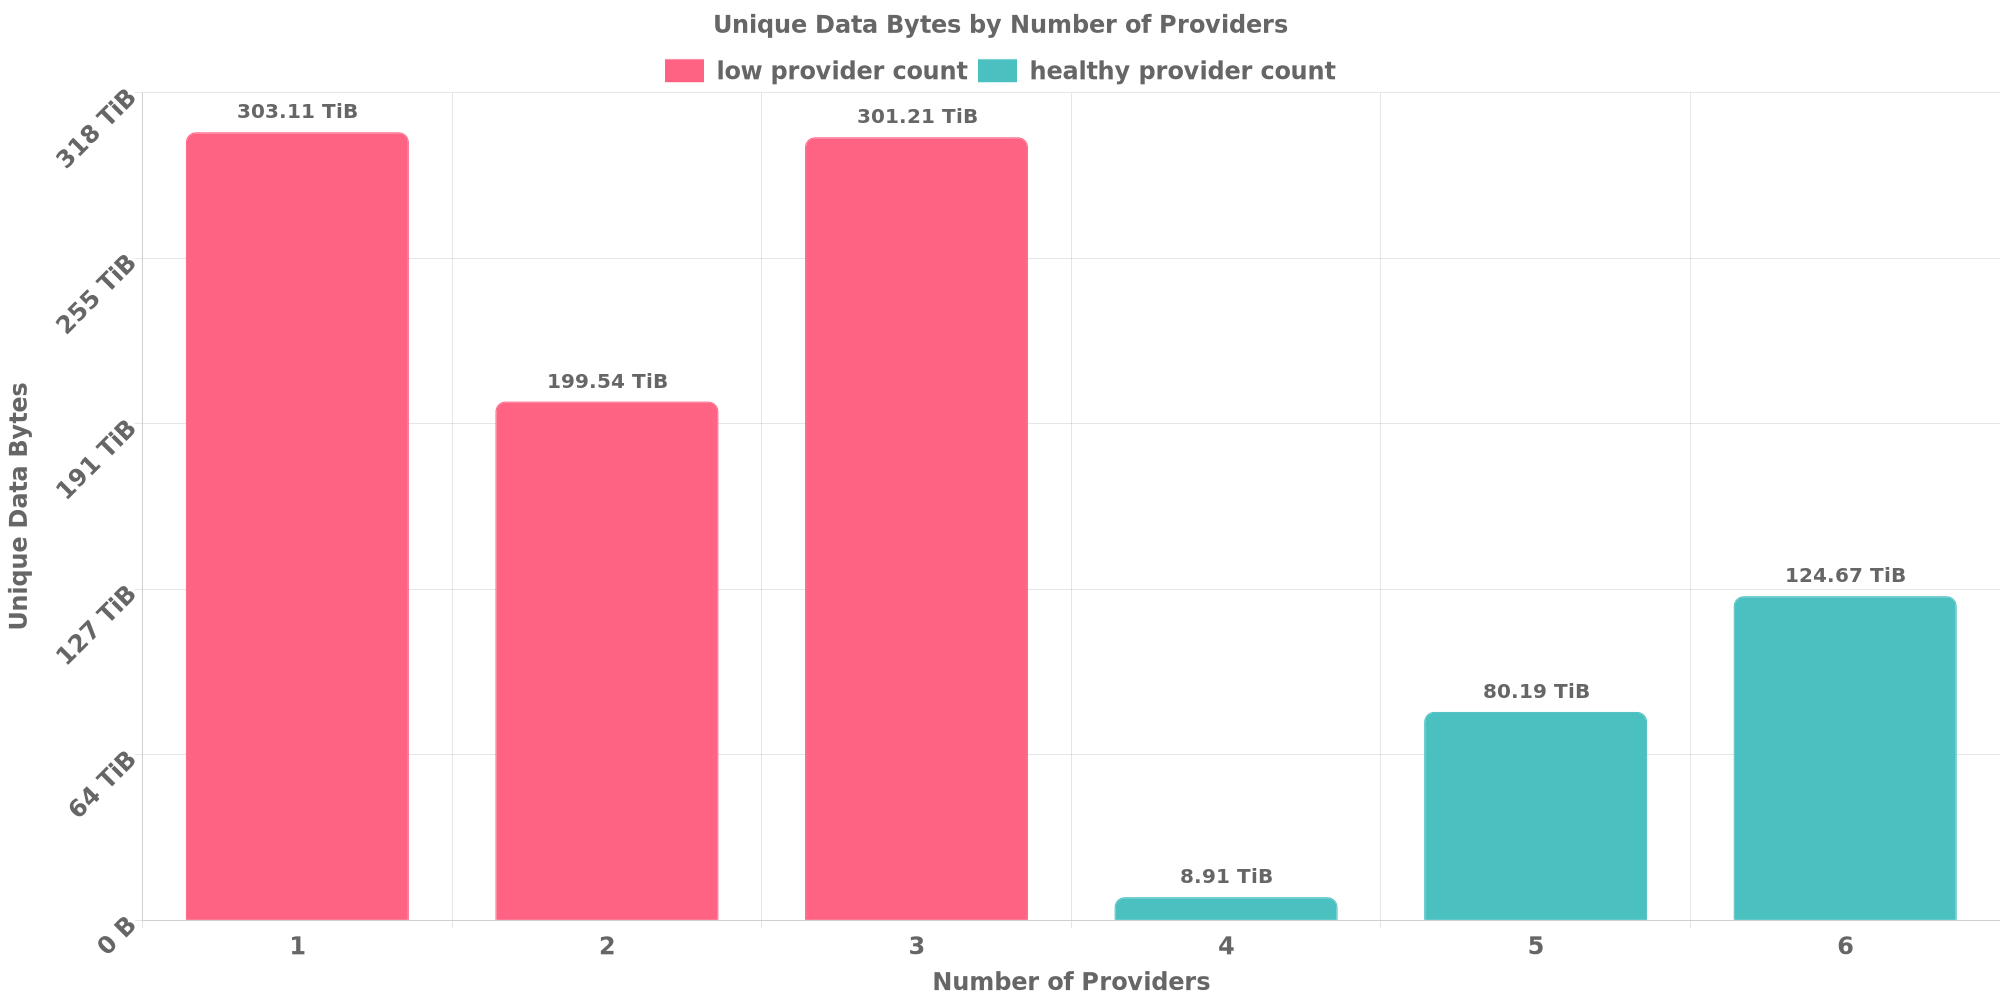 Unique Data Bytes by Number of Providers
low provider count healthy provider count
318 TiB
255 TiB
191 TiB
127 TiB
64 TiB
0 B
Unique Data Bytes
303.11 TiB
199.54 TiB
301.21 TiB
8.91 TiB
80.19 TiB
124.67 TiB
1 2 3 4 5 6
Number of Providers